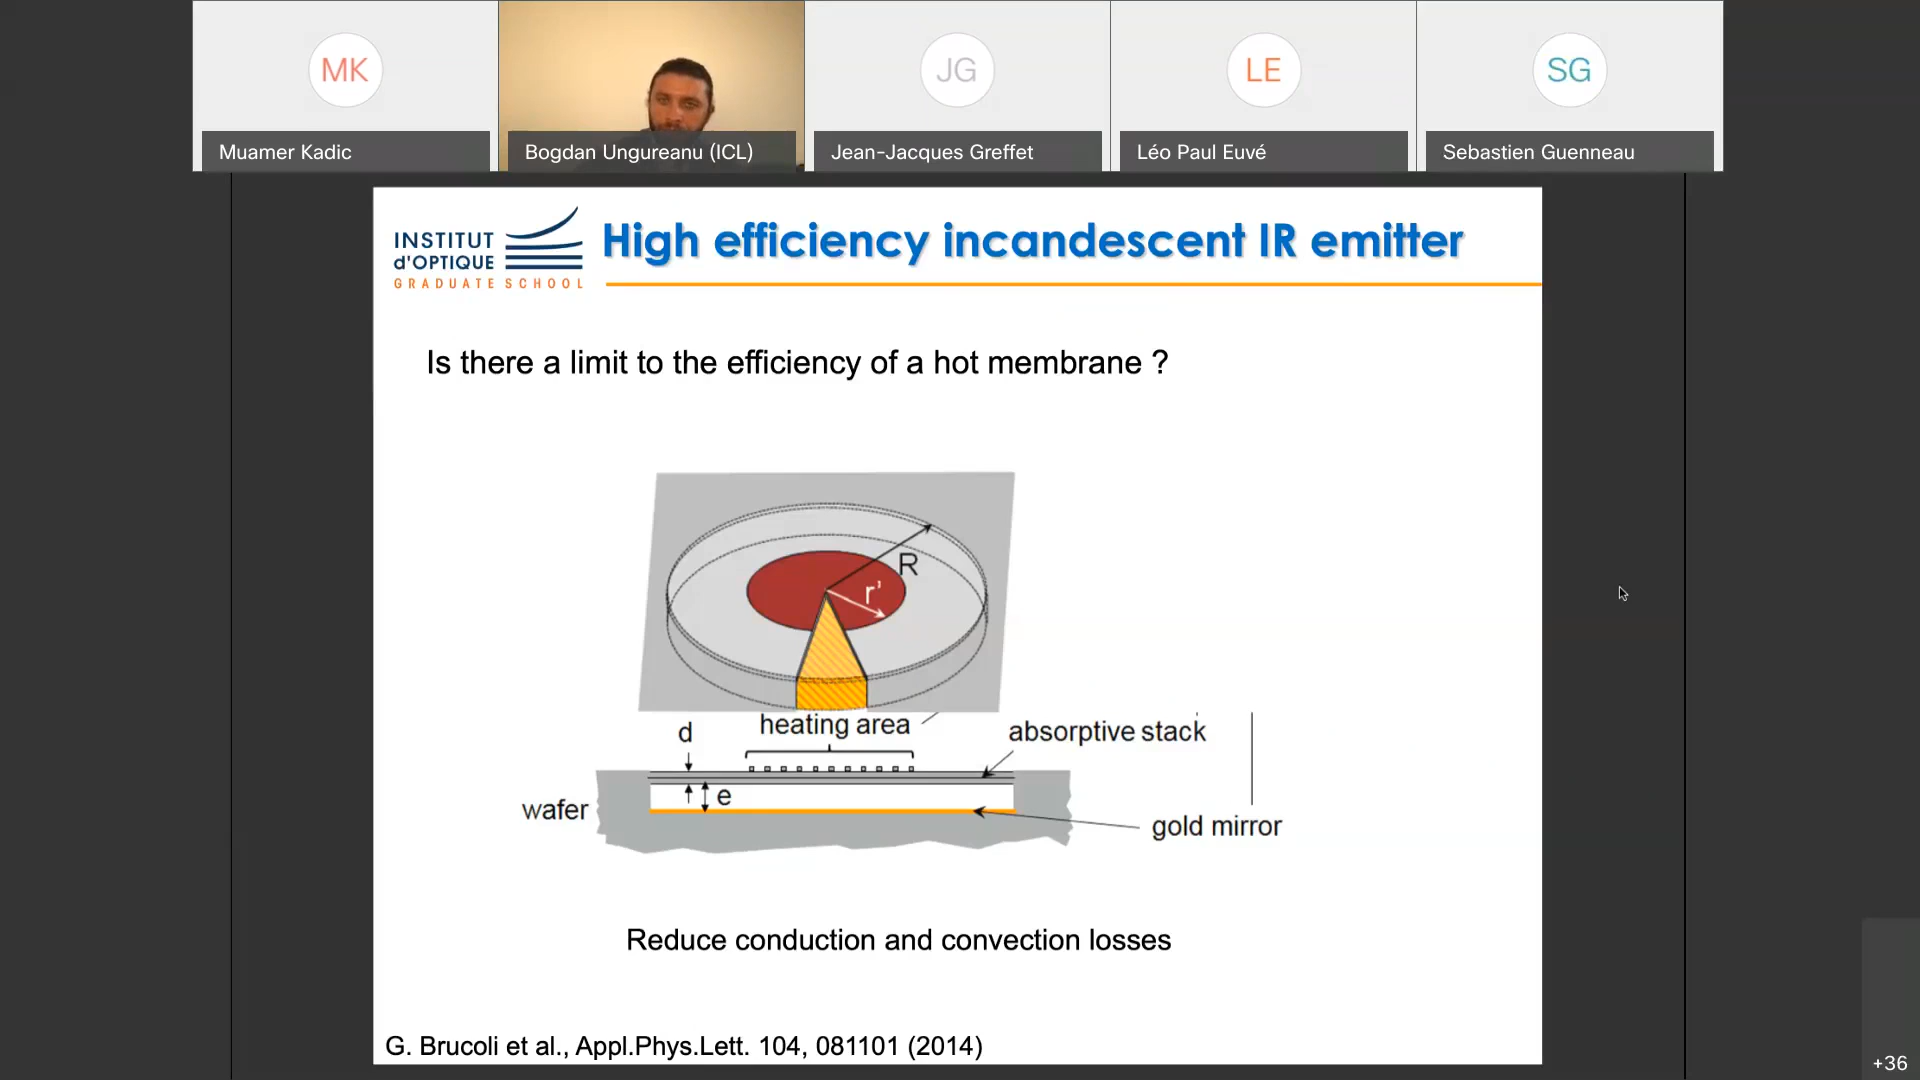 MK
JG
LE
SG
Muamer Kadic
Bogdan Ungureanu (ICL)
Jean-Jacques Greffet
Léo Paul Euvé
Sebastien Guenneau
INSTITUT
d'OPTIQUE
GRADUATE SCHOOL
High efficiency incandescent IR emitter
Is there a limit to the efficiency of a hot membrane ?
R
r'
heating area
d
absorptive stack
e
wafer
gold mirror
Reduce conduction and convection losses
G. Brucoli et al., Appl.Phys.Lett. 104, 081101 (2014)
+36